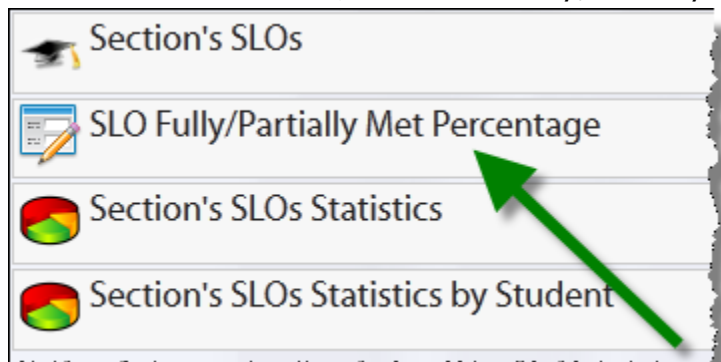 Section's SLOs
SLO Fully/Partially Met Percentage
Section's SLOs Statistics
Section's SLOs Statistics by Student